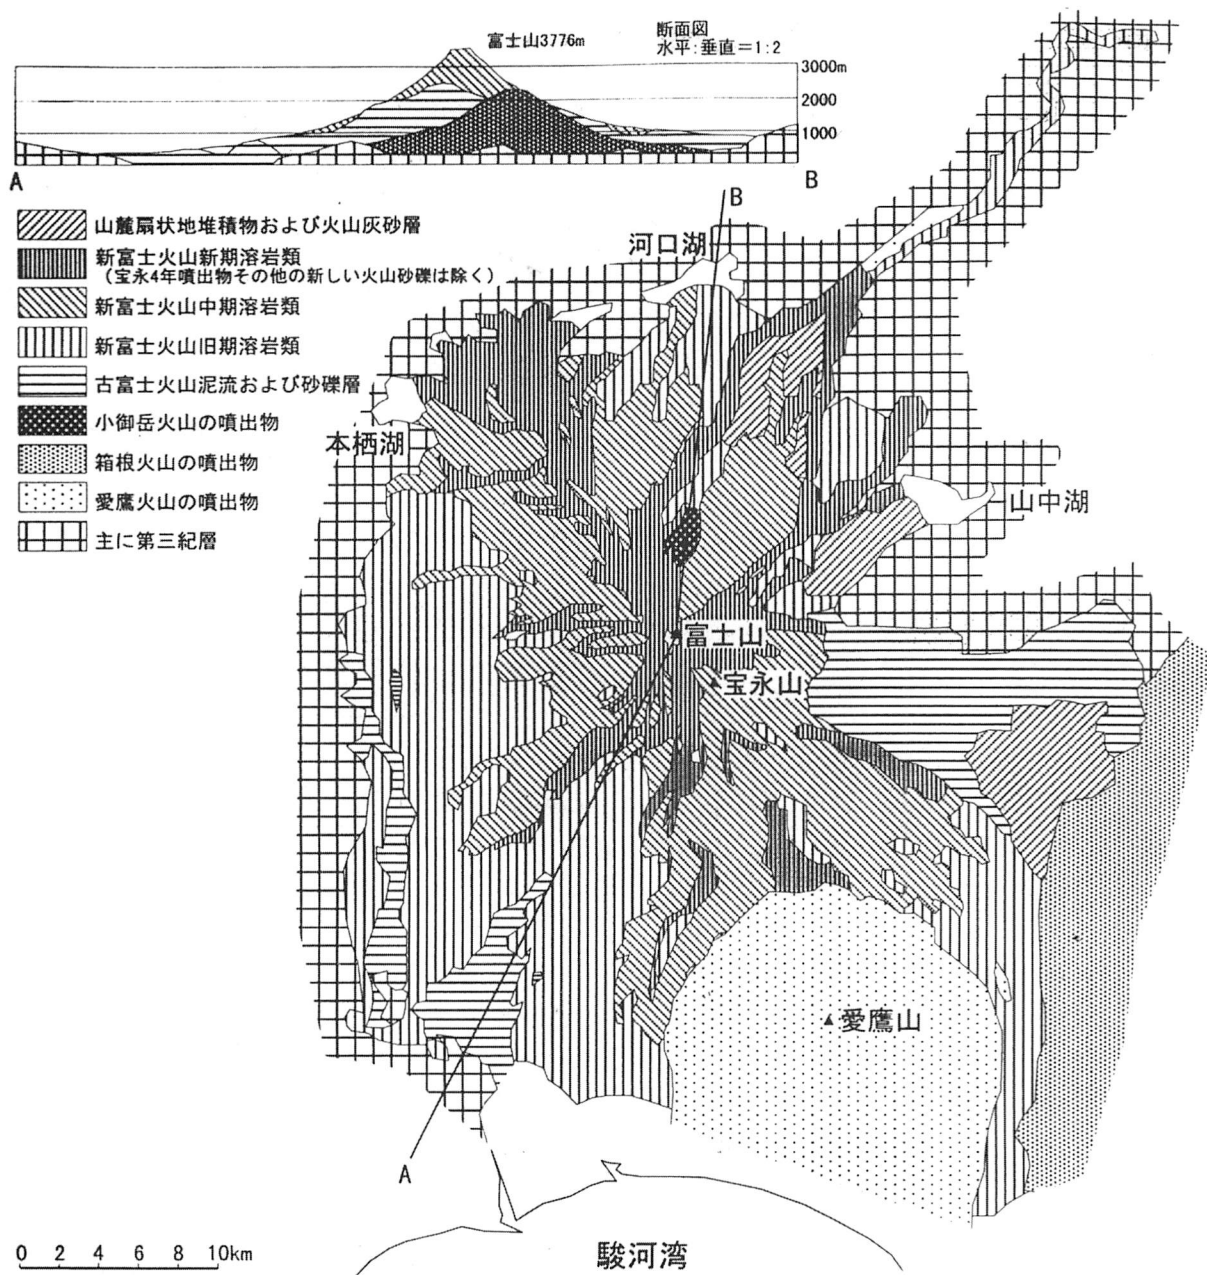 富士山3776m
断面図
水平:垂直=1:2
3000m
2000
1000
A
B
山麓扇状地堆積物および火山灰砂層
新富士火山新期溶岩類
(宝永4年噴出物その他の新しい火山砂礫は除く)
新富士火山中期溶岩類
新富士火山旧期溶岩類
古富士火山泥流および砂礫層
小御岳火山の噴出物
箱根火山の噴出物
愛鷹火山の噴出物
主に第三紀層
B
河口湖
本栖湖
山中湖
富士山
宝永山
愛鷹山
A
駿河湾
0 2 4 6 8 10km